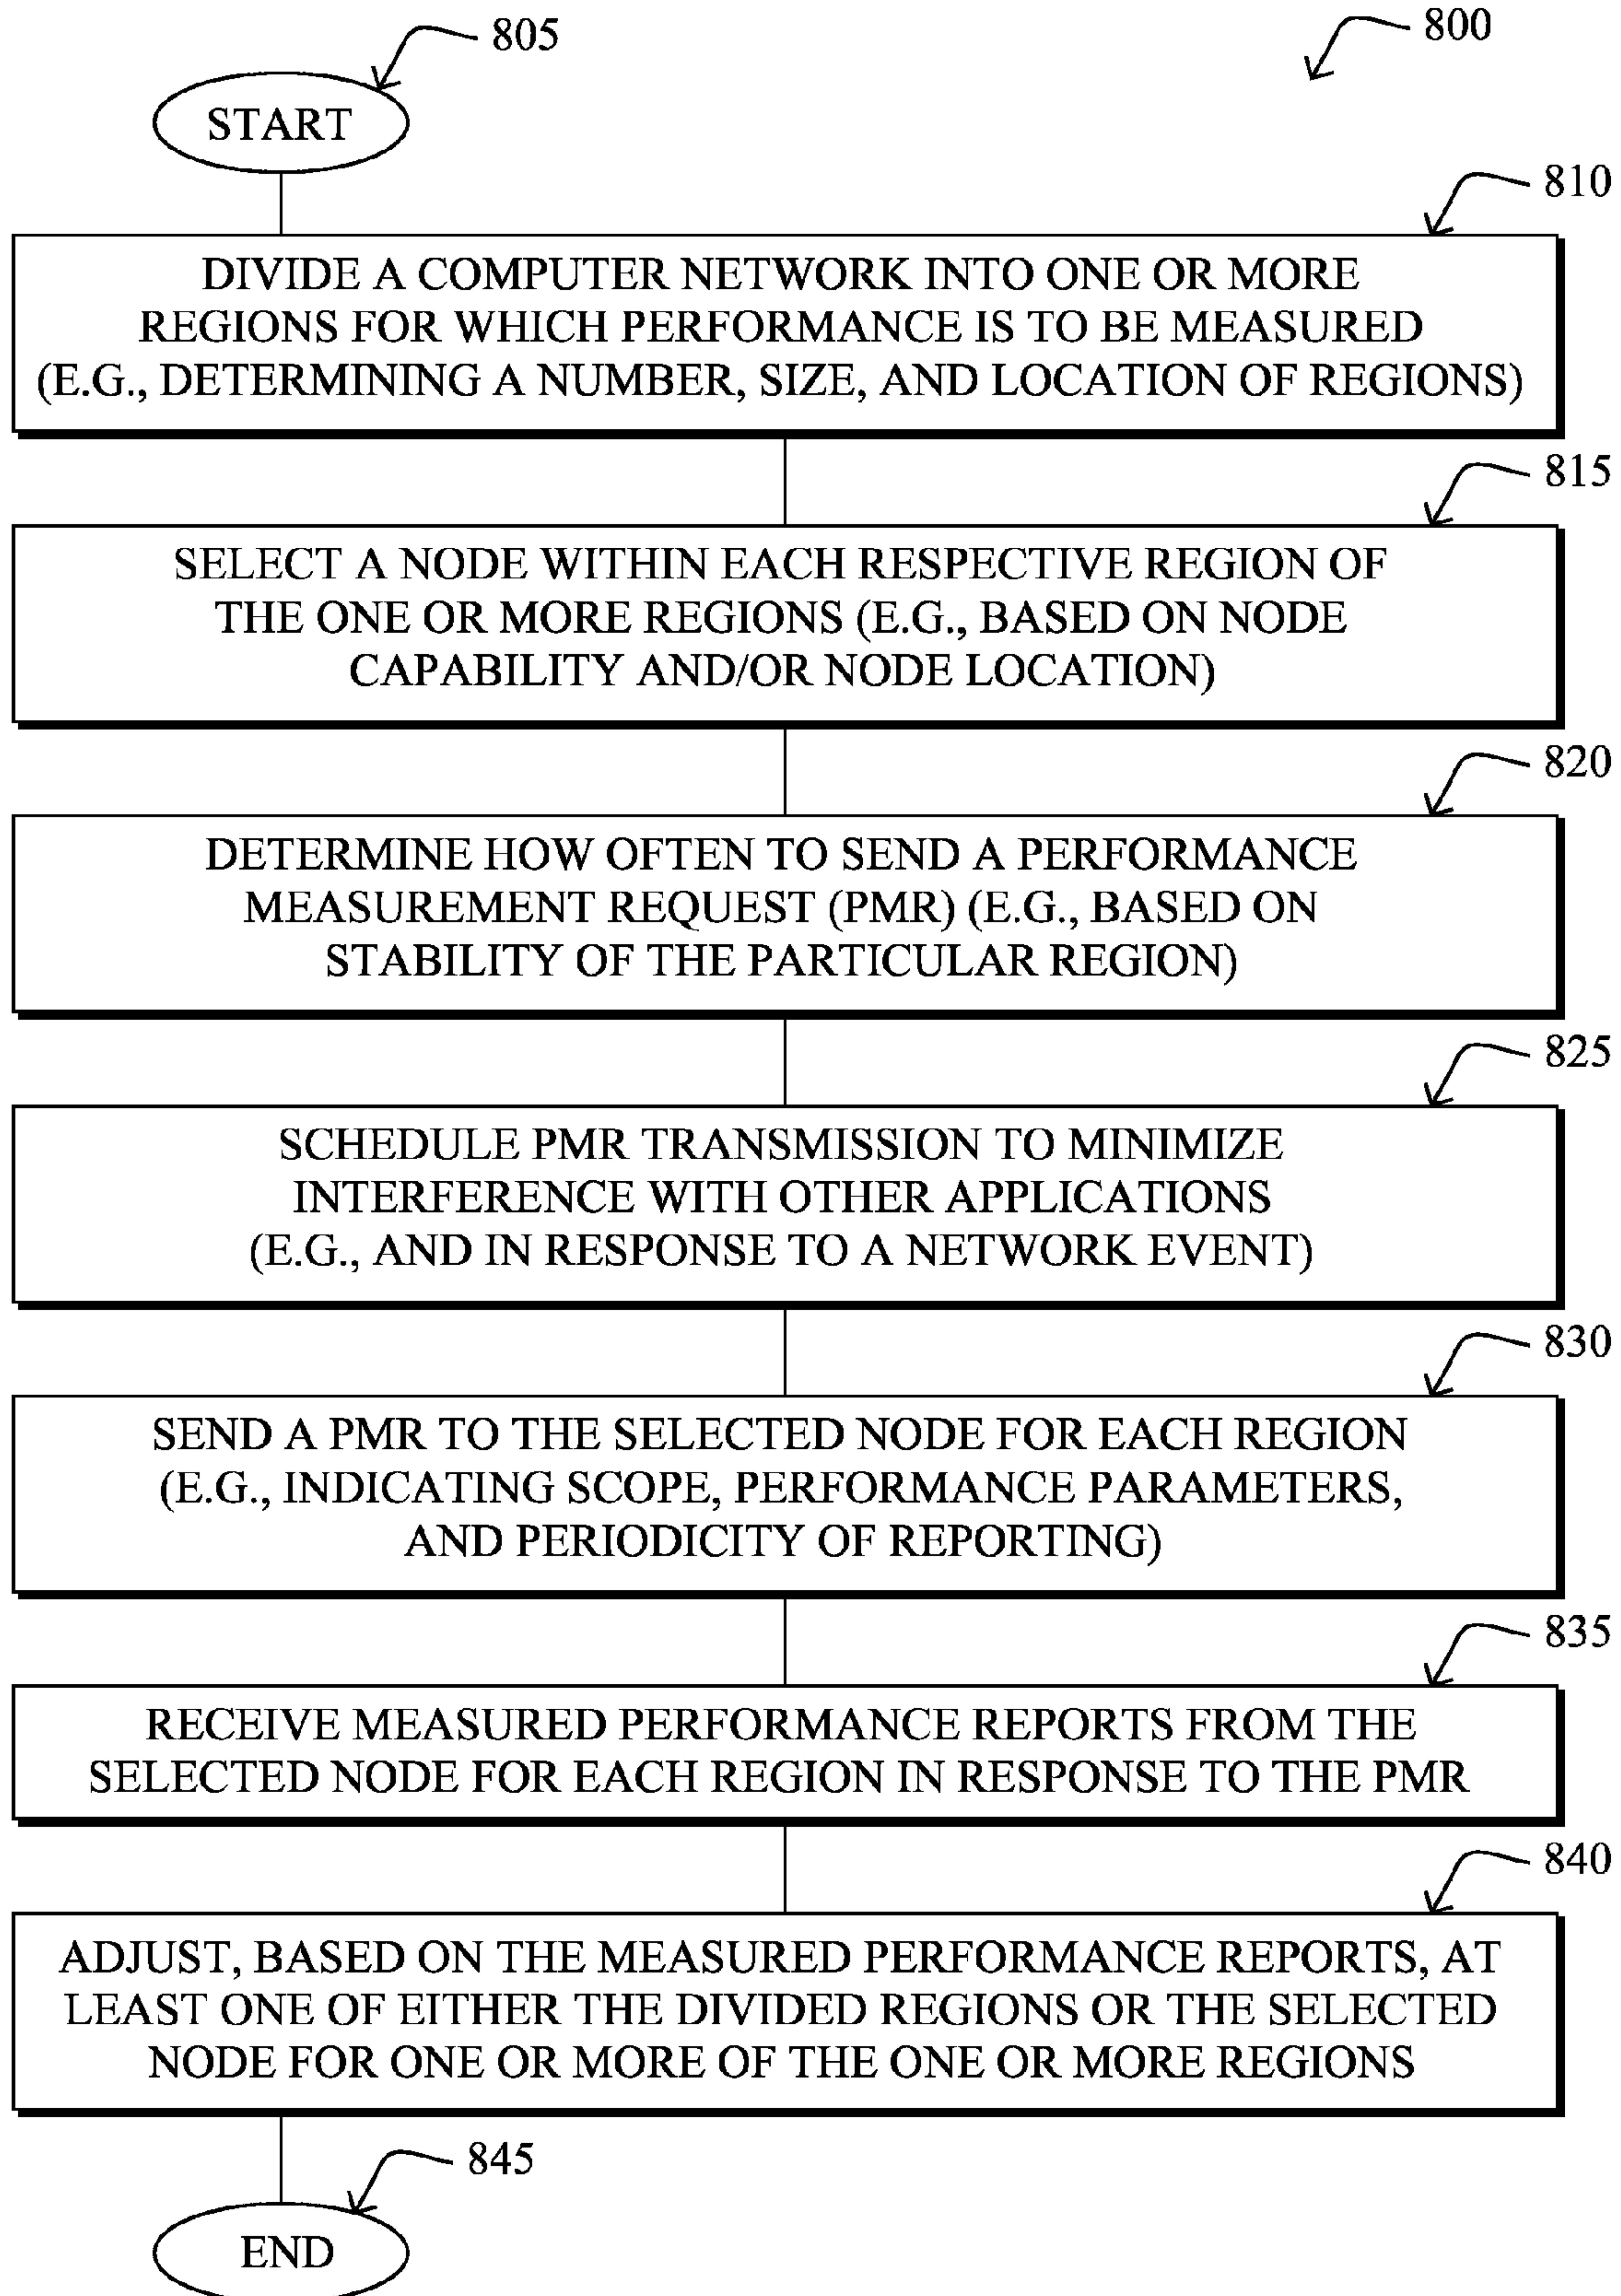 805
800
START
810
DIVIDE A COMPUTER NETWORK INTO ONE OR MORE
REGIONS FOR WHICH PERFORMANCE IS TO BE MEASURED
(E.G., DETERMINING A NUMBER, SIZE, AND LOCATION OF REGIONS)
815
SELECT A NODE WITHIN EACH RESPECTIVE REGION OF
THE ONE OR MORE REGIONS (E.G., BASED ON NODE
CAPABILITY AND/OR NODE LOCATION)
820
DETERMINE HOW OFTEN TO SEND A PERFORMANCE
MEASUREMENT REQUEST (PMR) (E.G., BASED ON
STABILITY OF THE PARTICULAR REGION)
825
SCHEDULE PMR TRANSMISSION TO MINIMIZE
INTERFERENCE WITH OTHER APPLICATIONS
(E.G., AND IN RESPONSE TO A NETWORK EVENT)
830
SEND A PMR TO THE SELECTED NODE FOR EACH REGION
(E.G., INDICATING SCOPE, PERFORMANCE PARAMETERS,
AND PERIODICITY OF REPORTING)
835
RECEIVE MEASURED PERFORMANCE REPORTS FROM THE
SELECTED NODE FOR EACH REGION IN RESPONSE TO THE PMR
840
ADJUST, BASED ON THE MEASURED PERFORMANCE REPORTS, AT
LEAST ONE OF EITHER THE DIVIDED REGIONS OR THE SELECTED
NODE FOR ONE OR MORE OF THE ONE OR MORE REGIONS
845
END